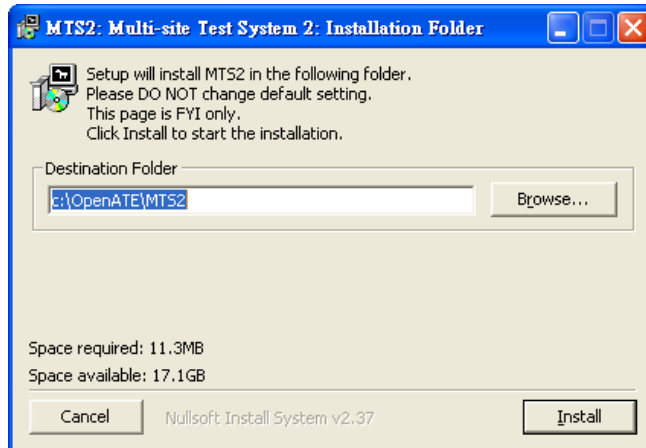 MTS2: Multi-site Test System 2: Installation Folder
Setup will install MTS2 in the following folder.
Please DO NOT change default setting.
This page is FYI only.
Click Install to start the installation.
Destination Folder
c:\OpenATE\MTS2
Browse...
Space required: 11.3MB
Space available: 17.1GB
Cancel
Nullsoft Install System v2.37
Install